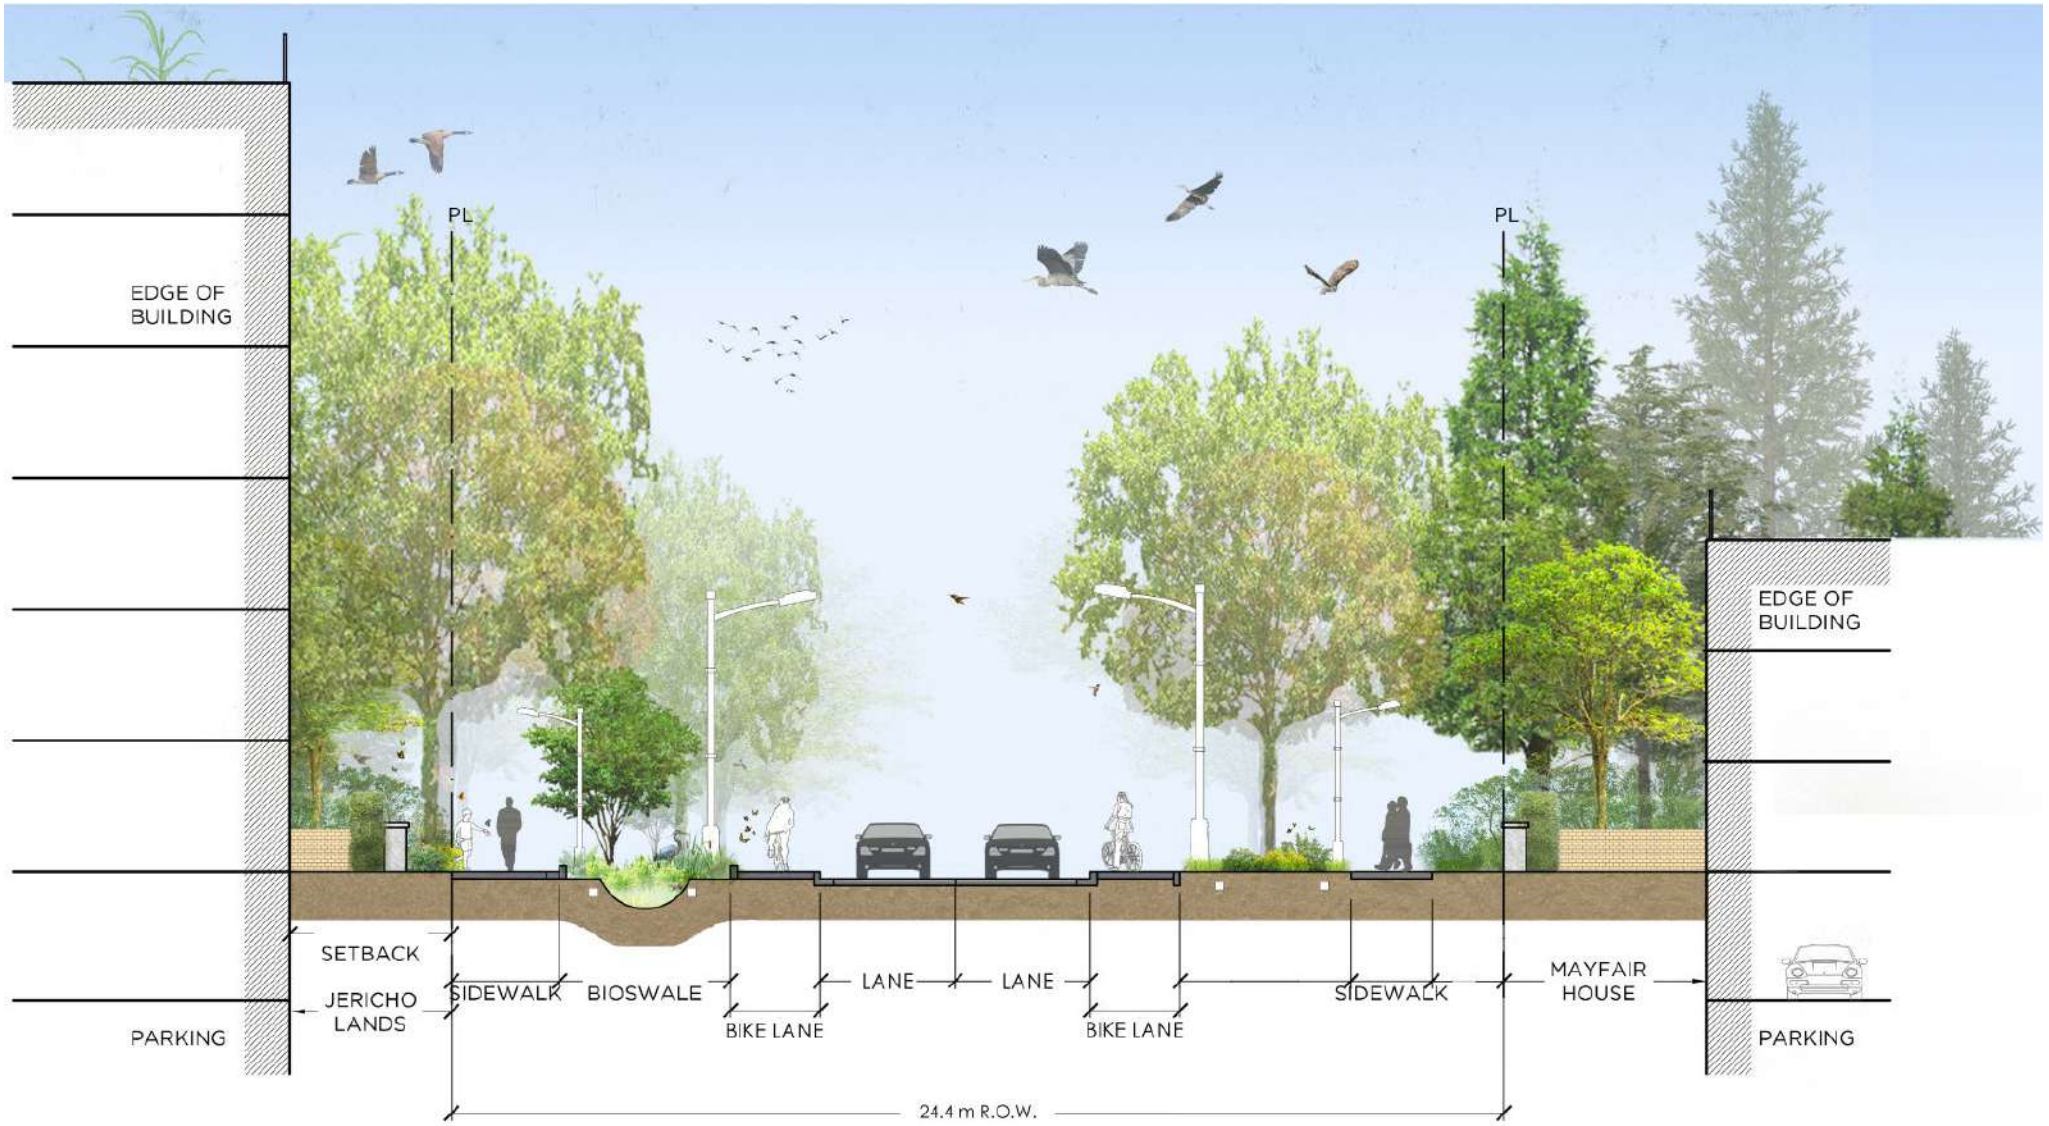 PL
PL
EDGE OF
BUILDING
EDGE OF
BUILDING
SETBACK
JERICHO
LANDS
SIDEWALK
BIOSWALE
BIKE LANE
LANE
LANE
BIKE LANE
SIDEWALK
MAYFAIR
HOUSE
PARKING
PARKING
24.4 m R.O.W.